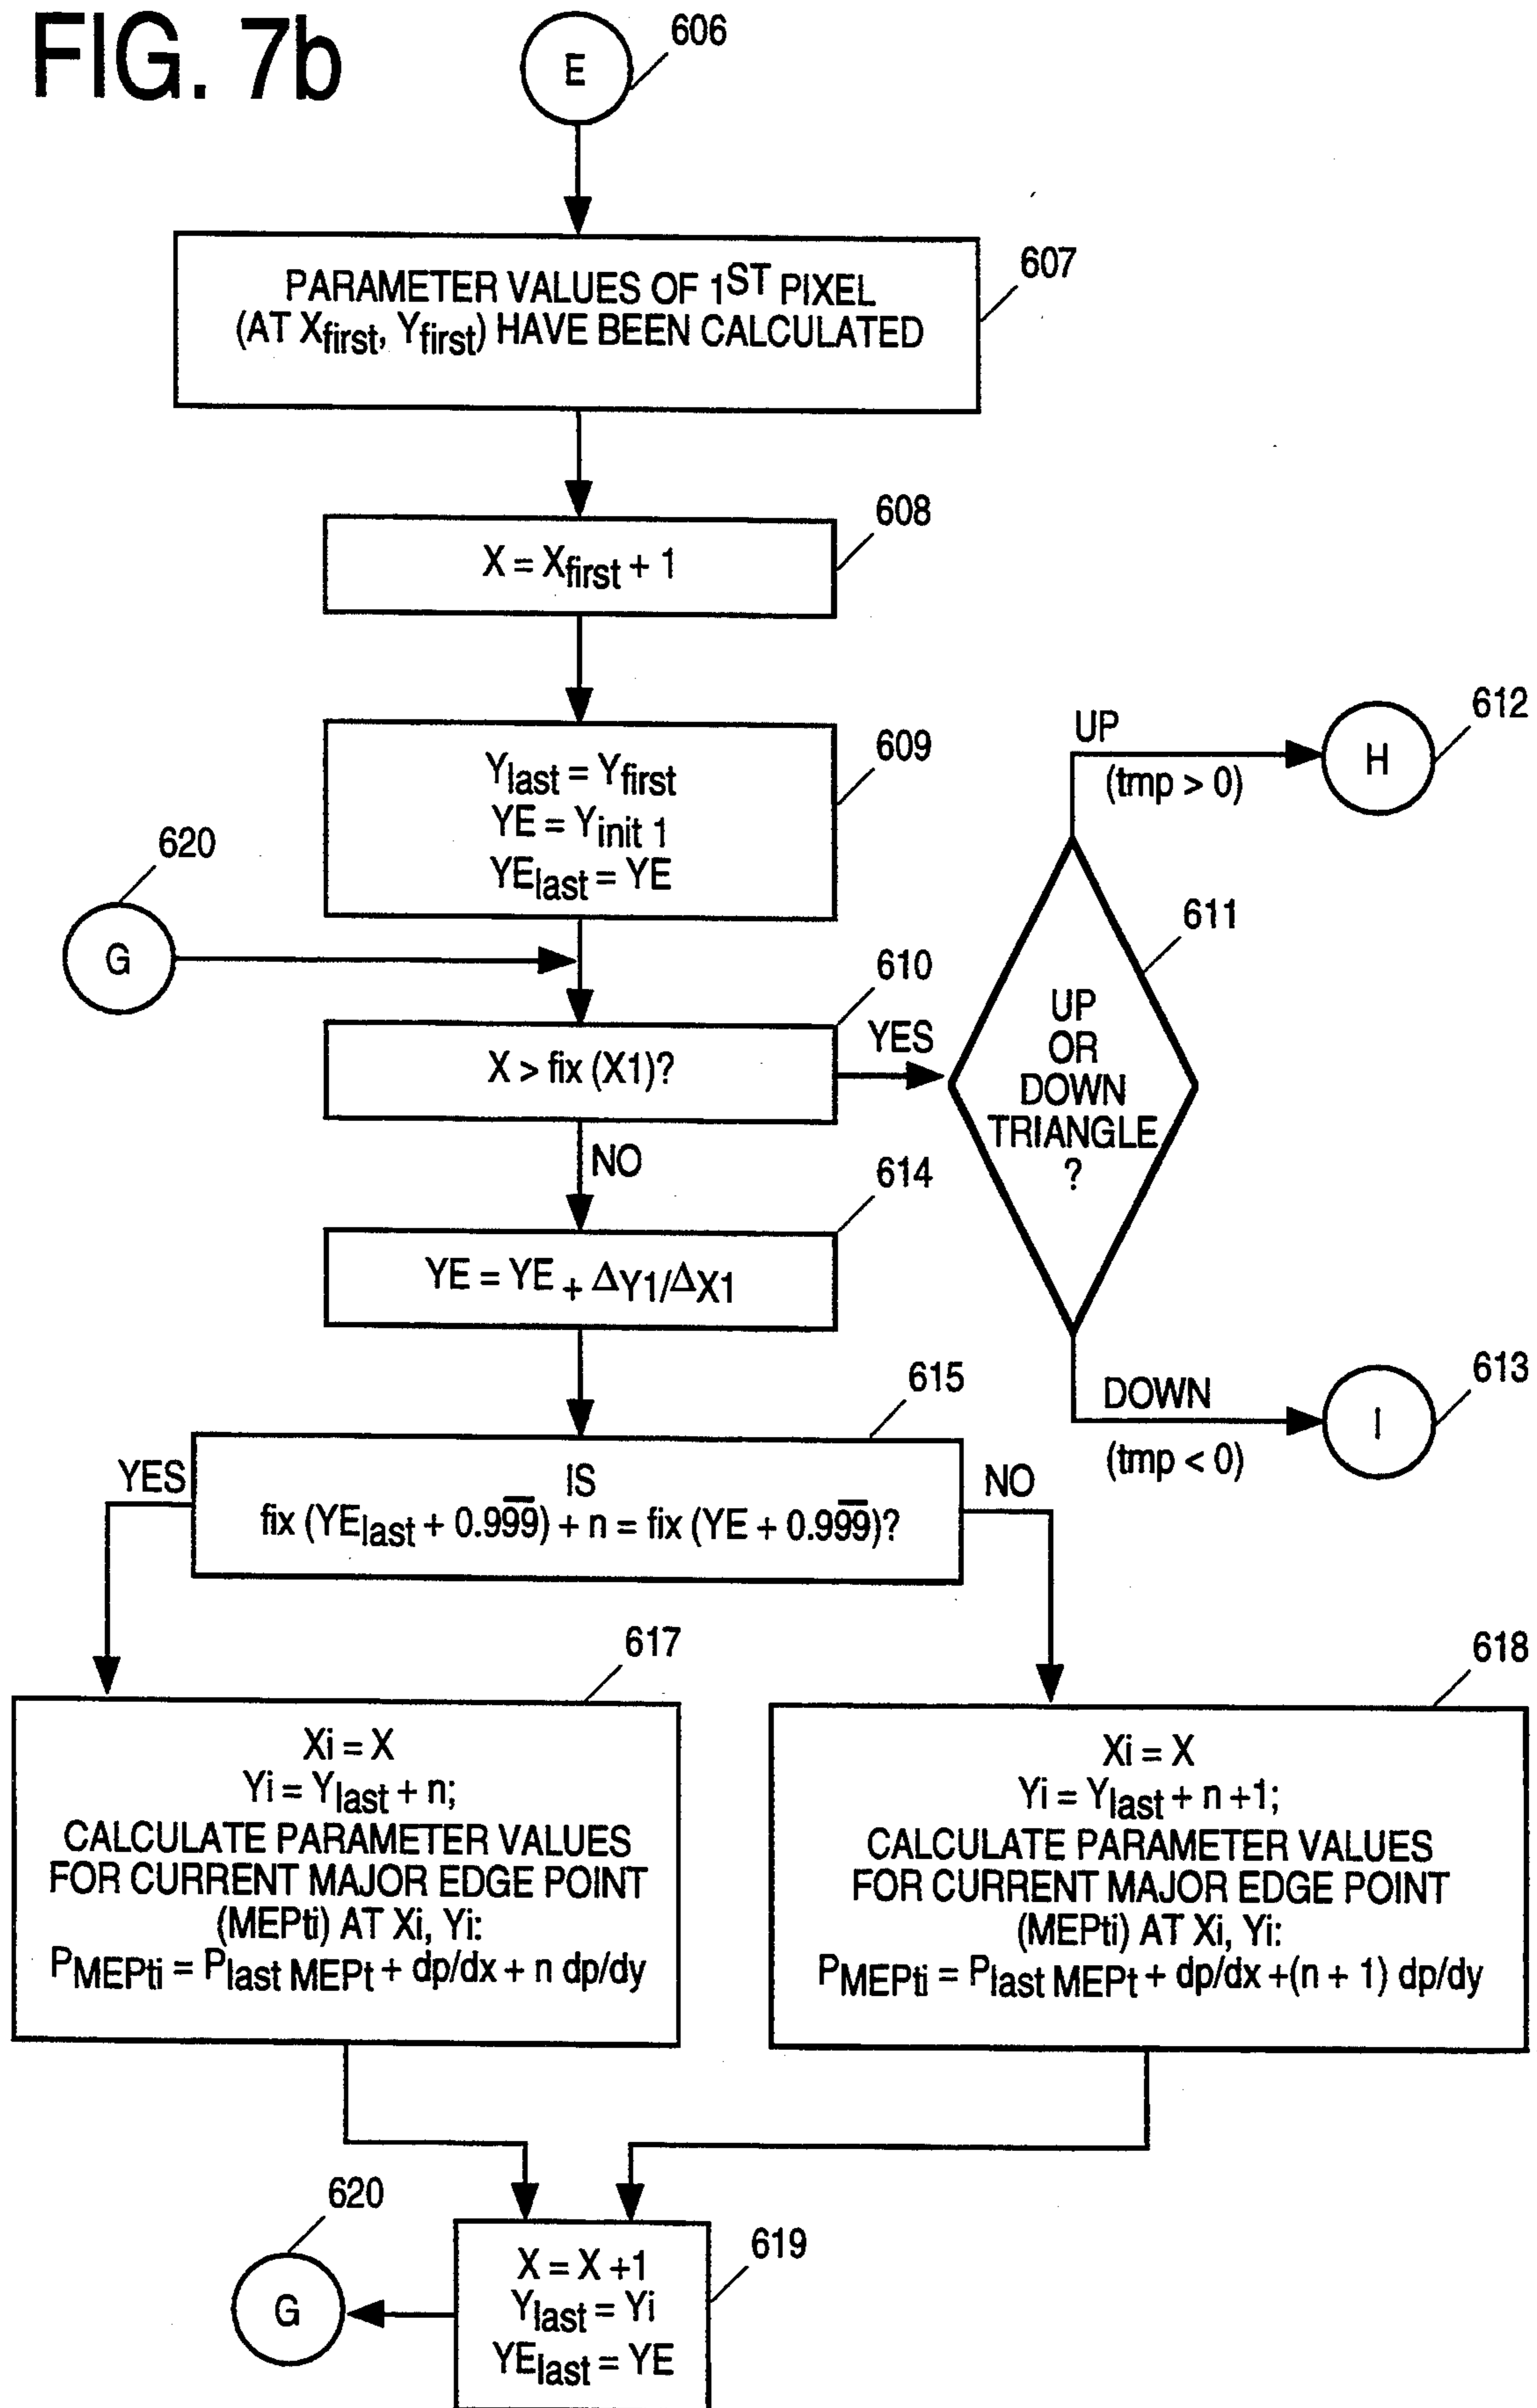 FIG. 7b
E
606
607
PARAMETER VALUES OF 1ST PIXEL
(AT Xfirst, Yfirst) HAVE BEEN CALCULATED
608
X = Xfirst + 1
609
Ylast = Yfirst
YE = Yinit 1
YElast = YE
UP
(tmp > 0)
H
612
620
G
610
X > fix (X1)?
YES
611
UP
OR
DOWN
TRIANGLE
?
NO
614
YE = YE + ΔY1/ΔX1
DOWN
(tmp < 0)
I
613
615
YES
IS
fix (YElast + 0.99̅9̅) + n = fix (YE + 0.99̅9̅)?
NO
617
Xi = X
Yi = Ylast + n;
CALCULATE PARAMETER VALUES
FOR CURRENT MAJOR EDGE POINT
(MEPti) AT Xi, Yi:
PMEPti = Plast MEPt + dp/dx + n dp/dy
618
Xi = X
Yi = Ylast + n +1;
CALCULATE PARAMETER VALUES
FOR CURRENT MAJOR EDGE POINT
(MEPti) AT Xi, Yi:
PMEPti = Plast MEPt + dp/dx +(n + 1) dp/dy
620
G
619
X = X +1
Ylast = Yi
YElast = YE